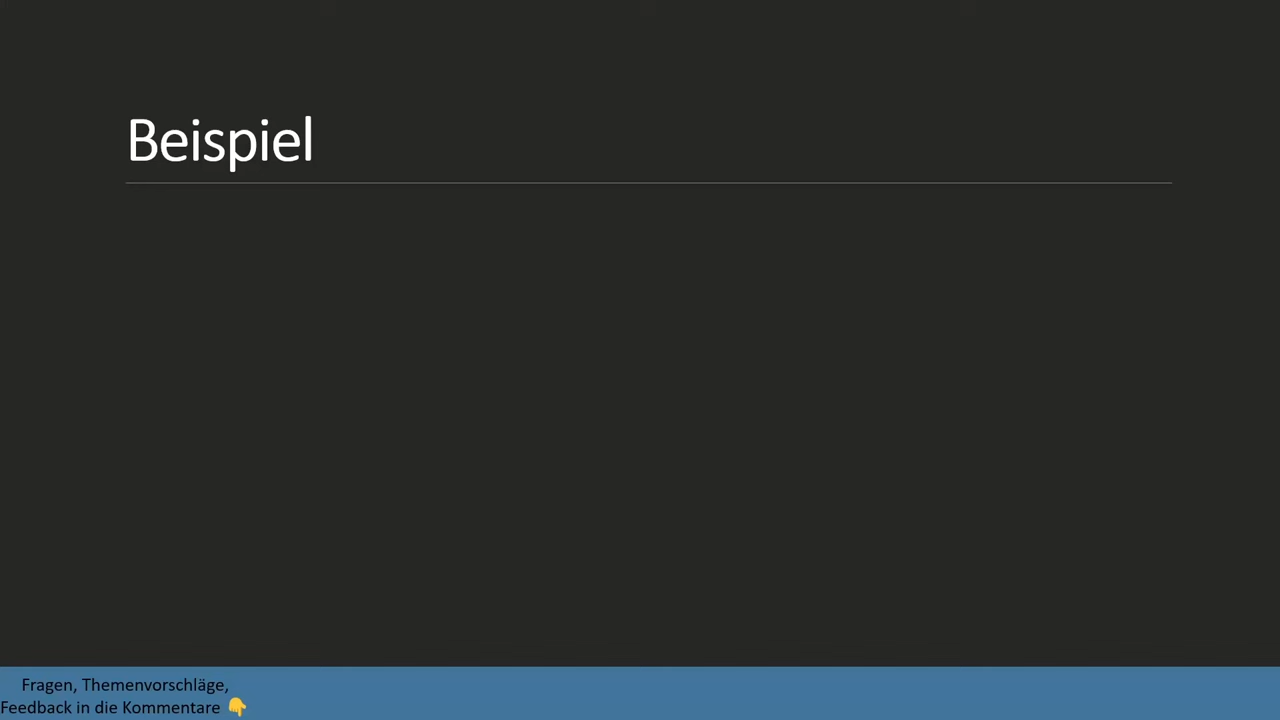 Beispiel
Fragen, Themenvorschläge,
Feedback in die Kommentare 👇